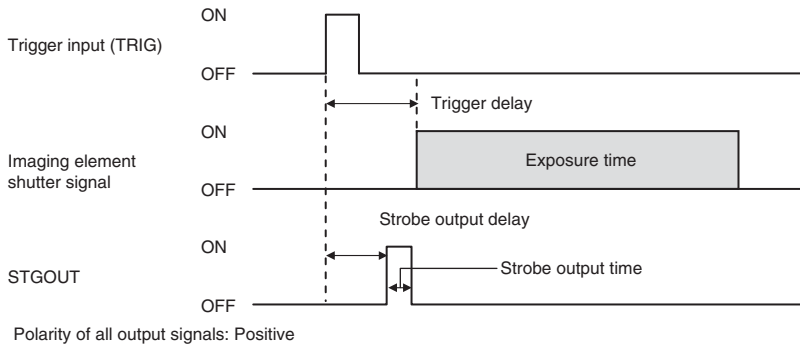 ON
Trigger input (TRIG)
OFF
Trigger delay
ON
Imaging element
shutter signal
Exposure time
OFF
Strobe output delay
ON
STGOUT
Strobe output time
OFF
Polarity of all output signals: Positive